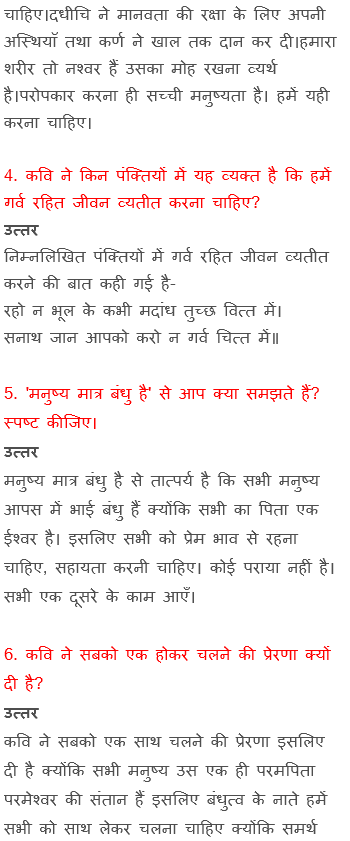 चाहिए।दधीचि ने मानवता की रक्षा के लिए अपनी
अस्थियाँ तथा कर्ण ने खाल तक दान कर दी।हमारा
शरीर तो नश्वर हैं उसका मोह रखना व्यर्थ
है।परोपकार करना ही सच्ची मनुष्यता है। हमें यही
करना चाहिए।
4. कवि ने किन पंक्तियों में यह व्यक्त है कि हमें
गर्व रहित जीवन व्यतीत करना चाहिए?
उत्तर
निम्नलिखित पंक्तियों में गर्व रहित जीवन व्यतीत
करने की बात कही गई है-
रहो न भूल के कभी मदांध तुच्छ वित्त में।
सनाथ जान आपको करो न गर्व चित्त में॥
5. 'मनुष्य मात्र बंधु है' से आप क्या समझते हैं?
स्पष्ट कीजिए।
उत्तर
मनुष्य मात्र बंधु है से तात्पर्य है कि सभी मनुष्य
आपस में भाई बंधु हैं क्योंकि सभी का पिता एक
ईश्वर है। इसलिए सभी को प्रेम भाव से रहना
चाहिए, सहायता करनी चाहिए। कोई पराया नहीं है।
सभी एक दूसरे के काम आएँ।
6. कवि ने सबको एक होकर चलने की प्रेरणा क्यों
दी है?
उत्तर
कवि ने सबको एक साथ चलने की प्रेरणा इसलिए
दी है क्योंकि सभी मनुष्य उस एक ही परमपिता
परमेश्वर की संतान हैं इसलिए बंधुत्व के नाते हमें
सभी को साथ लेकर चलना चाहिए क्योंकि समर्थ